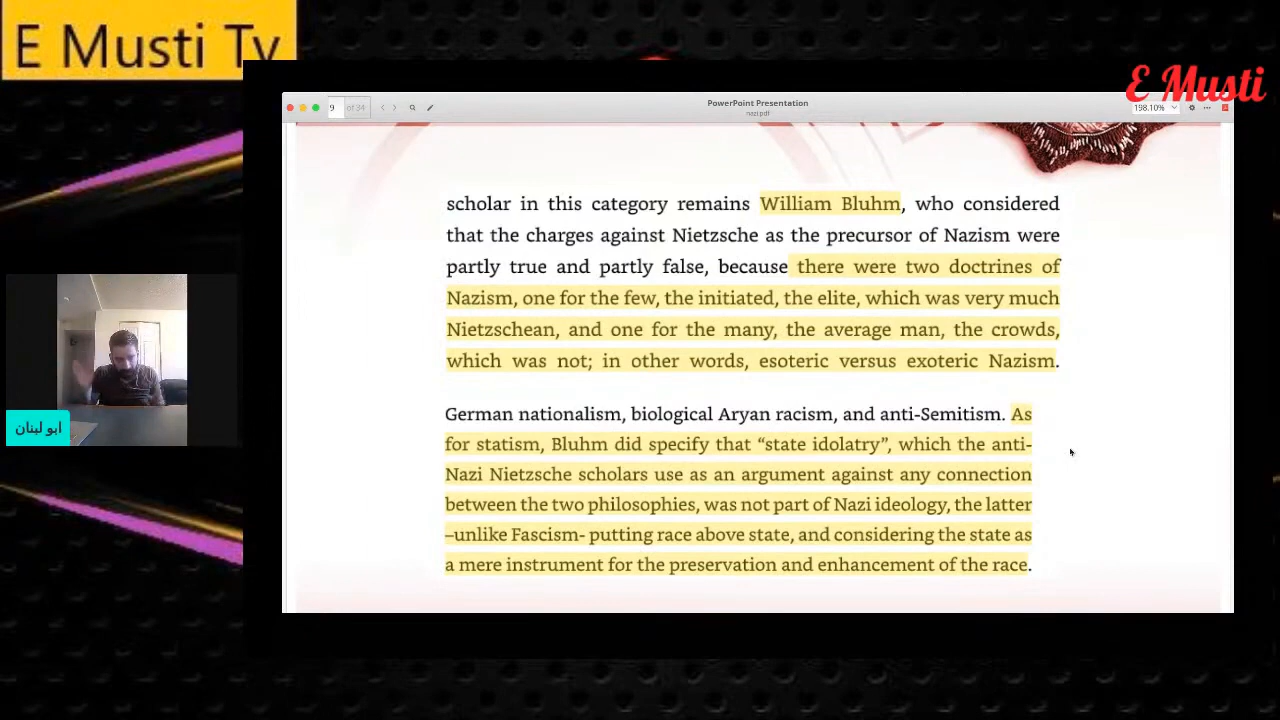 E Musti Tv
E Musti
9 of 34
PowerPoint Presentation
nazi.pdf
198.10%
scholar in this category remains William Bluhm, who considered
that the charges against Nietzsche as the precursor of Nazism were
partly true and partly false, because there were two doctrines of
Nazism, one for the few, the initiated, the elite, which was very much
Nietzschean, and one for the many, the average man, the crowds,
which was not; in other words, esoteric versus exoteric Nazism.
German nationalism, biological Aryan racism, and anti-Semitism. As
for statism, Bluhm did specify that “state idolatry”, which the anti-
Nazi Nietzsche scholars use as an argument against any connection
between the two philosophies, was not part of Nazi ideology, the latter
–unlike Fascism- putting race above state, and considering the state as
a mere instrument for the preservation and enhancement of the race.
ابو لبنان